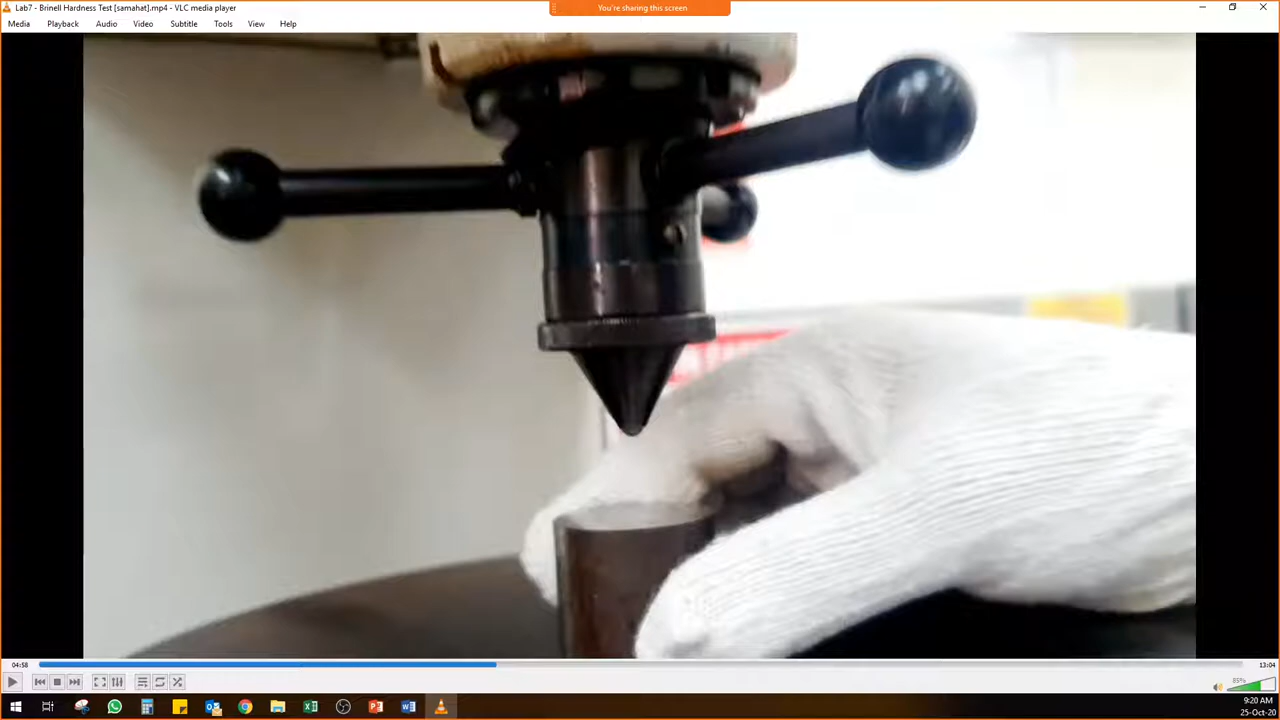 Lab7 - Brinell Hardness Test [samahat].mp4 - VLC media player
You're sharing this screen
Media Playback Audio Video Subtitle Tools View Help
04:58
13:04
85%
9:20 AM
25-Oct-20